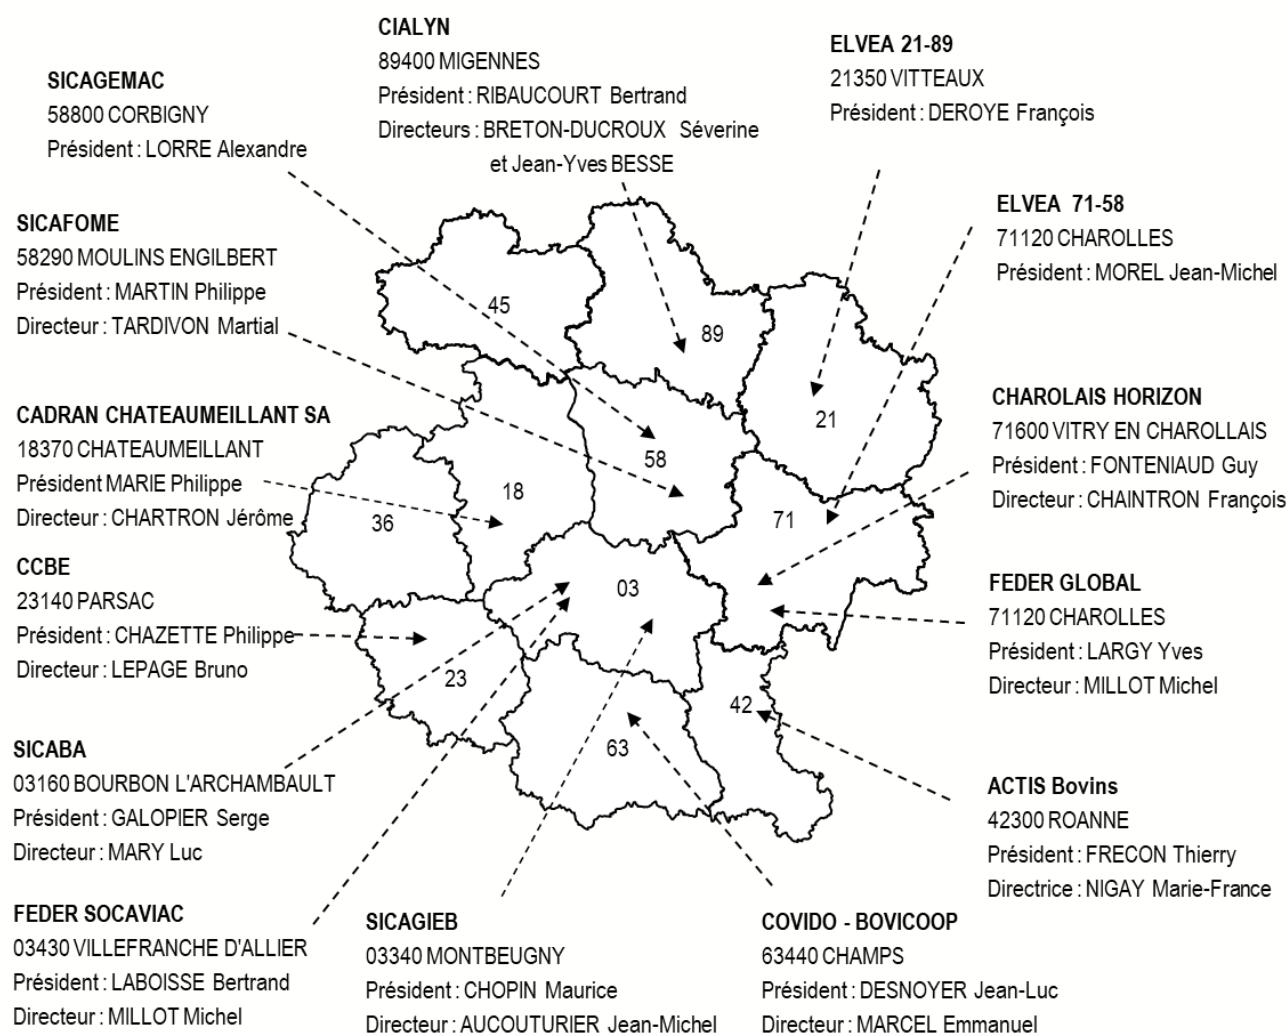 CIALYN
89400 MIGENNES
Président : RIBAUCOURT Bertrand
Directeurs : BRETON-DUCROUX Séverine
et Jean-Yves BESSE
ELVEA 21-89
21350 VITTEAUX
Président : DEROYE François
SICAGEMAC
58800 CORBIGNY
Président : LORRE Alexandre
ELVEA 71-58
71120 CHAROLLES
Président : MOREL Jean-Michel
SICAFOME
58290 MOULINS ENGILBERT
Président : MARTIN Philippe
Directeur : TARDIVON Martial
45
89
21
58
18
71
36
03
23
42
63
CADRAN CHATEAUMEILLANT SA
18370 CHATEAUMEILLANT
Président MARIE Philippe
Directeur : CHARTRON Jérôme
CHAROLAIS HORIZON
71600 VITRY EN CHAROLLAIS
Président : FONTENIAUD Guy
Directeur : CHAINTRON François
CCBE
23140 PARSAC
Président : CHAZETTE Philippe
Directeur : LEPAGE Bruno
FEDER GLOBAL
71120 CHAROLLES
Président : LARGY Yves
Directeur : MILLOT Michel
SICABA
03160 BOURBON L'ARCHAMBAULT
Président : GALOPIER Serge
Directeur : MARY Luc
ACTIS Bovins
42300 ROANNE
Président : FRECON Thierry
Directrice : NIGAY Marie-France
FEDER SOCAVIAC
03430 VILLEFRANCHE D'ALLIER
Président : LABOISSE Bertrand
Directeur : MILLOT Michel
SICAGIEB
03340 MONTBEUGNY
Président : CHOPIN Maurice
Directeur : AUCOUTURIER Jean-Michel
COVIDO - BOVICOOP
63440 CHAMPS
Président : DESNOYER Jean-Luc
Directeur : MARCEL Emmanuel